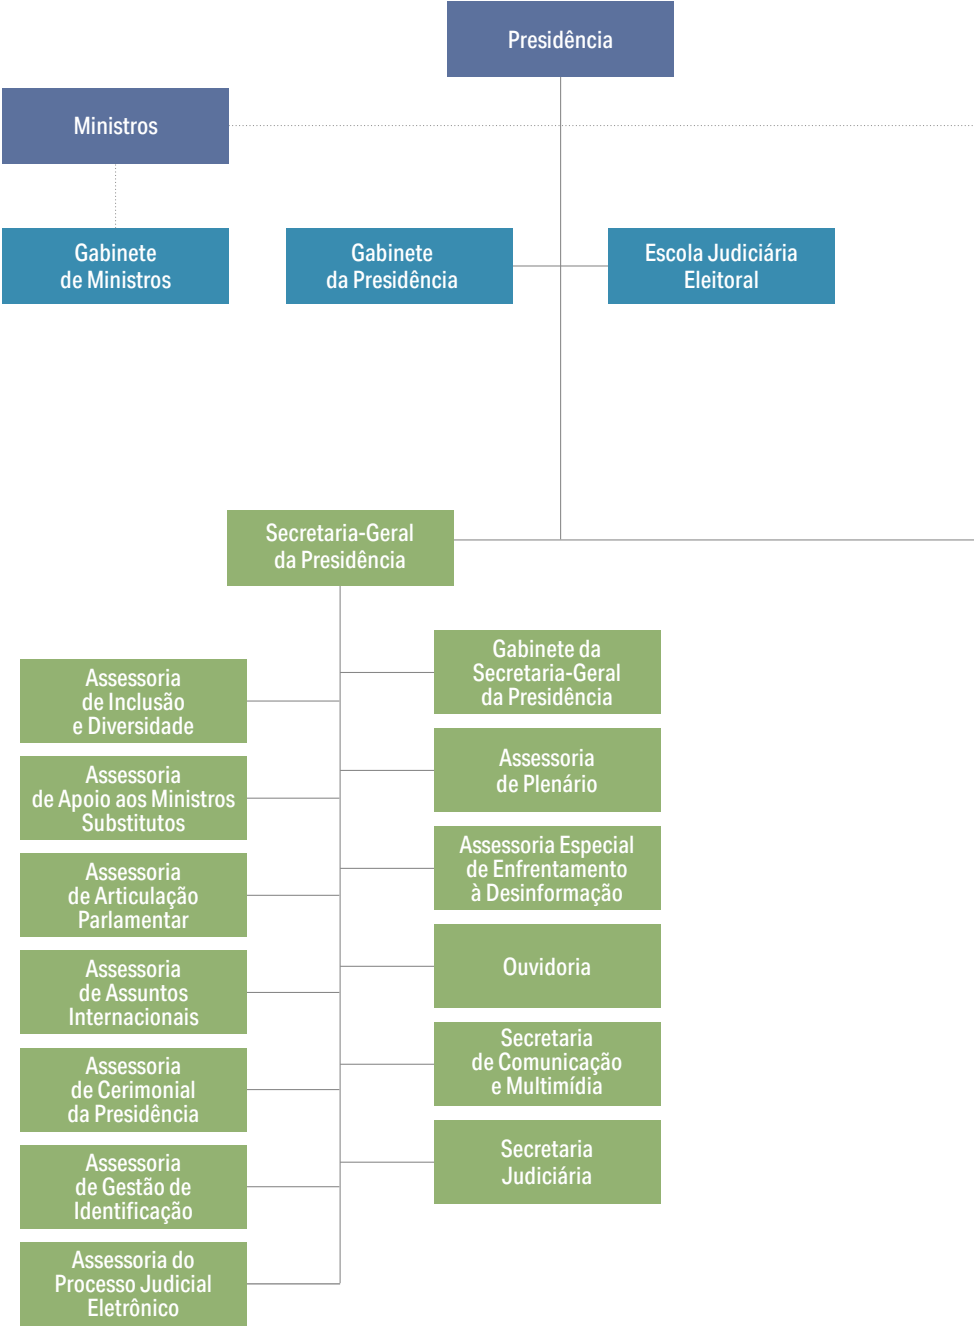 Presidência
Ministros
Gabinete
de Ministros
Gabinete
da Presidência
Escola Judiciária
Eleitoral
Secretaria-Geral
da Presidência
Assessoria
de Inclusão
e Diversidade
Assessoria
de Apoio aos Ministros
Substitutos
Assessoria
de Articulação
Parlamentar
Assessoria
de Assuntos
Internacionais
Assessoria
de Cerimonial
da Presidência
Assessoria
de Gestão de
Identificação
Assessoria do
Processo Judicial
Eletrônico
Gabinete da
Secretaria-Geral
da Presidência
Assessoria
de Plenário
Assessoria Especial
de Enfrentamento
à Desinformação
Ouvidoria
Secretaria
de Comunicação
e Multimídia
Secretaria
Judiciária